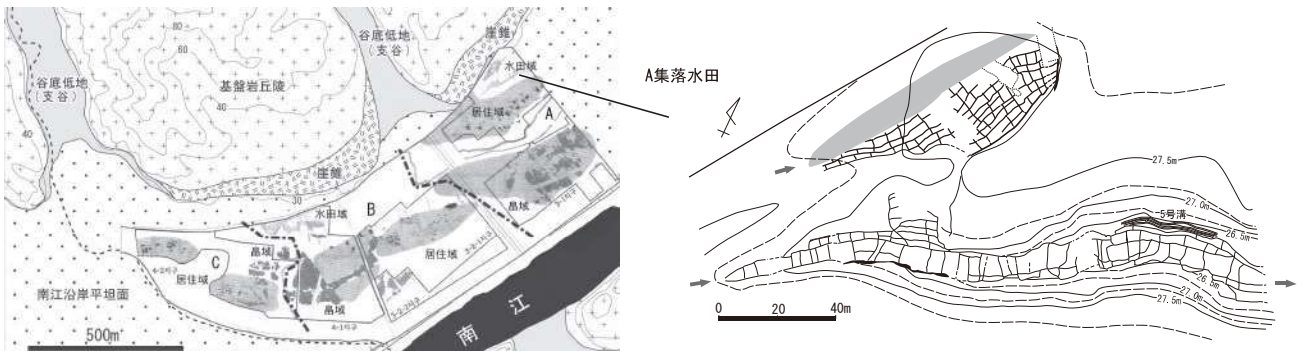 80
60
谷底低地
(支谷)
崖錐
水田域
谷底低地
(支谷)
基盤岩丘陵
40
居住域
A
40
崖錐
30
水田域
B
畠域
畠域
C
居住域
居住域
畠域
南江沿岸平坦面
500m
南江
A集落水田
27.5m
27.0m
5号溝
26.5m
26.5m
27.0m
27.5m
0 20 40m